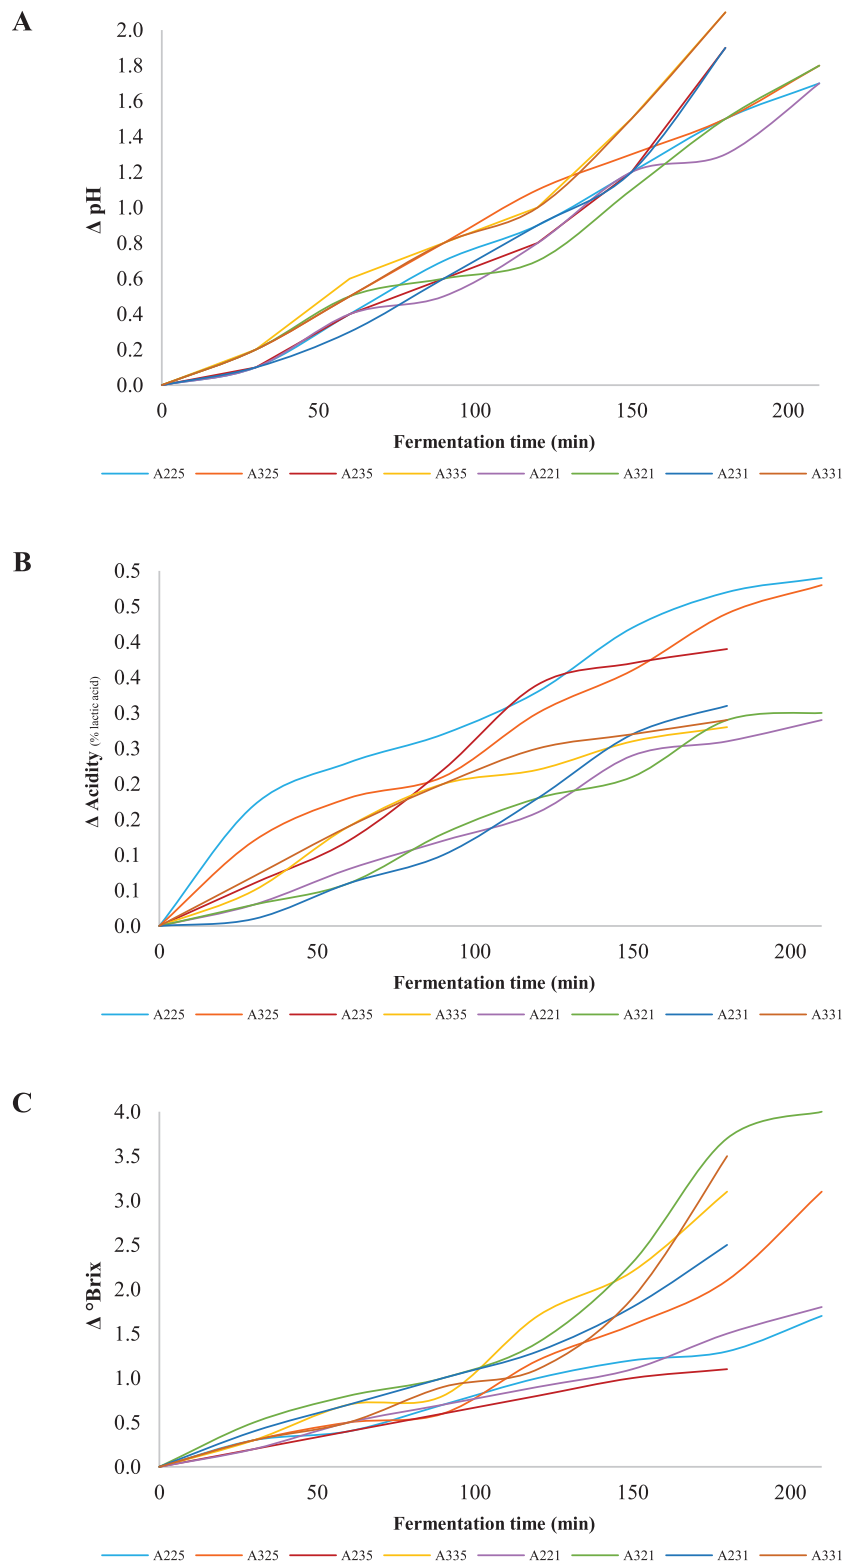 A
2.0
1.8
1.6
1.4
1.2
1.0
0.8
0.6
0.4
0.2
0.0
Δ pH
0 50 100 150 200
Fermentation time (min)
A225 A325 A235 A335 A221 A321 A231 A331
B
0.5
0.5
0.4
0.4
0.3
0.3
0.2
0.2
0.1
0.1
0.0
Δ Acidity (% lactic acid)
0 50 100 150 200
Fermentation time (min)
A225 A325 A235 A335 A221 A321 A231 A331
C
4.0
3.5
3.0
2.5
2.0
1.5
1.0
0.5
0.0
Δ °Brix
0 50 100 150 200
Fermentation time (min)
A225 A325 A235 A335 A221 A321 A231 A331